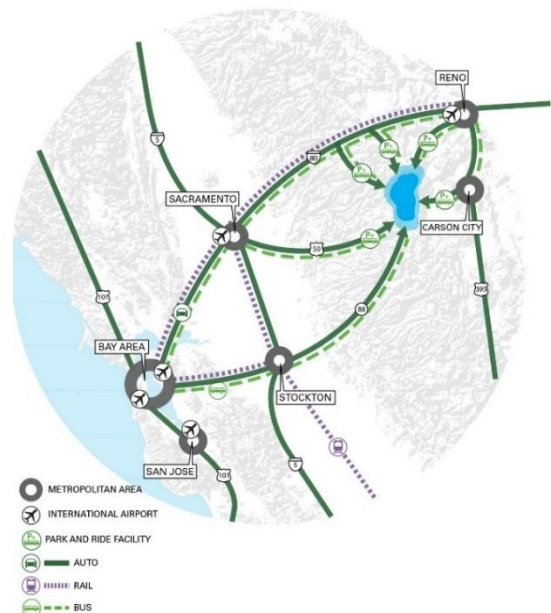 RENO
5
80
P+
P+
P+
SACRAMENTO
P+
CARSON CITY
50
P+
101
88
395
BAY AREA
STOCKTON
5
SAN JOSE
101
METROPOLITAN AREA
INTERNATIONAL AIRPORT
P+
PARK AND RIDE FACILITY
AUTO
RAIL
BUS